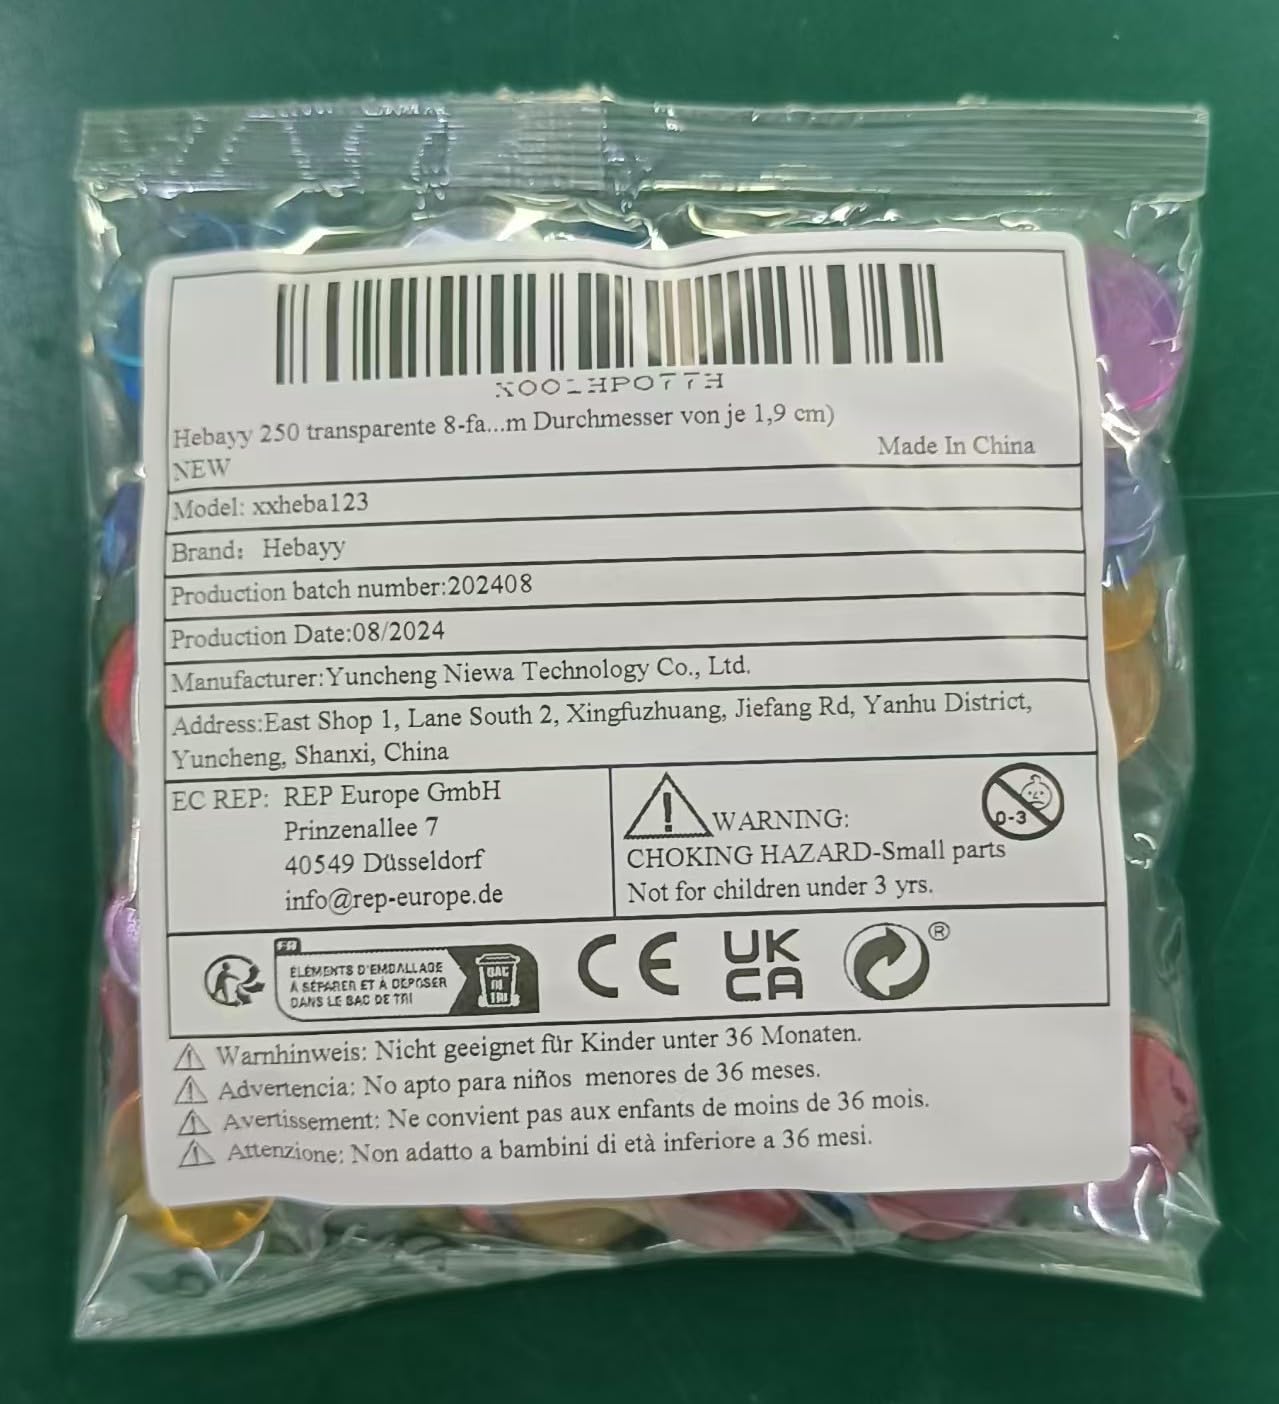 X001HP077H
Hebayy 250 transparente 8-fa...m Durchmesser von je 1,9 cm)
NEW
Made In China
Model: xxheba123
Brand: Hebayy
Production batch number:202408
Production Date:08/2024
Manufacturer:Yuncheng Niewa Technology Co., Ltd.
Address:East Shop 1, Lane South 2, Xingfuzhuang, Jiefang Rd, Yanhu District,
Yuncheng, Shanxi, China
EC REP: REP Europe GmbH
Prinzenallee 7
40549 Düsseldorf
info@rep-europe.de
WARNING:
0-3
CHOKING HAZARD-Small parts
Not for children under 3 yrs.
FR
ÉLÉMENTS D'EMBALLAGE
À SÉPARER ET À DÉPOSER
DANS LE BAC DE TRI
BAC
DE
TRI
CE
UK
CA
®
Warnhinweis: Nicht geeignet für Kinder unter 36 Monaten.
Advertencia: No apto para niños menores de 36 meses.
Avertissement: Ne convient pas aux enfants de moins de 36 mois.
Attenzione: Non adatto a bambini di età inferiore a 36 mesi.